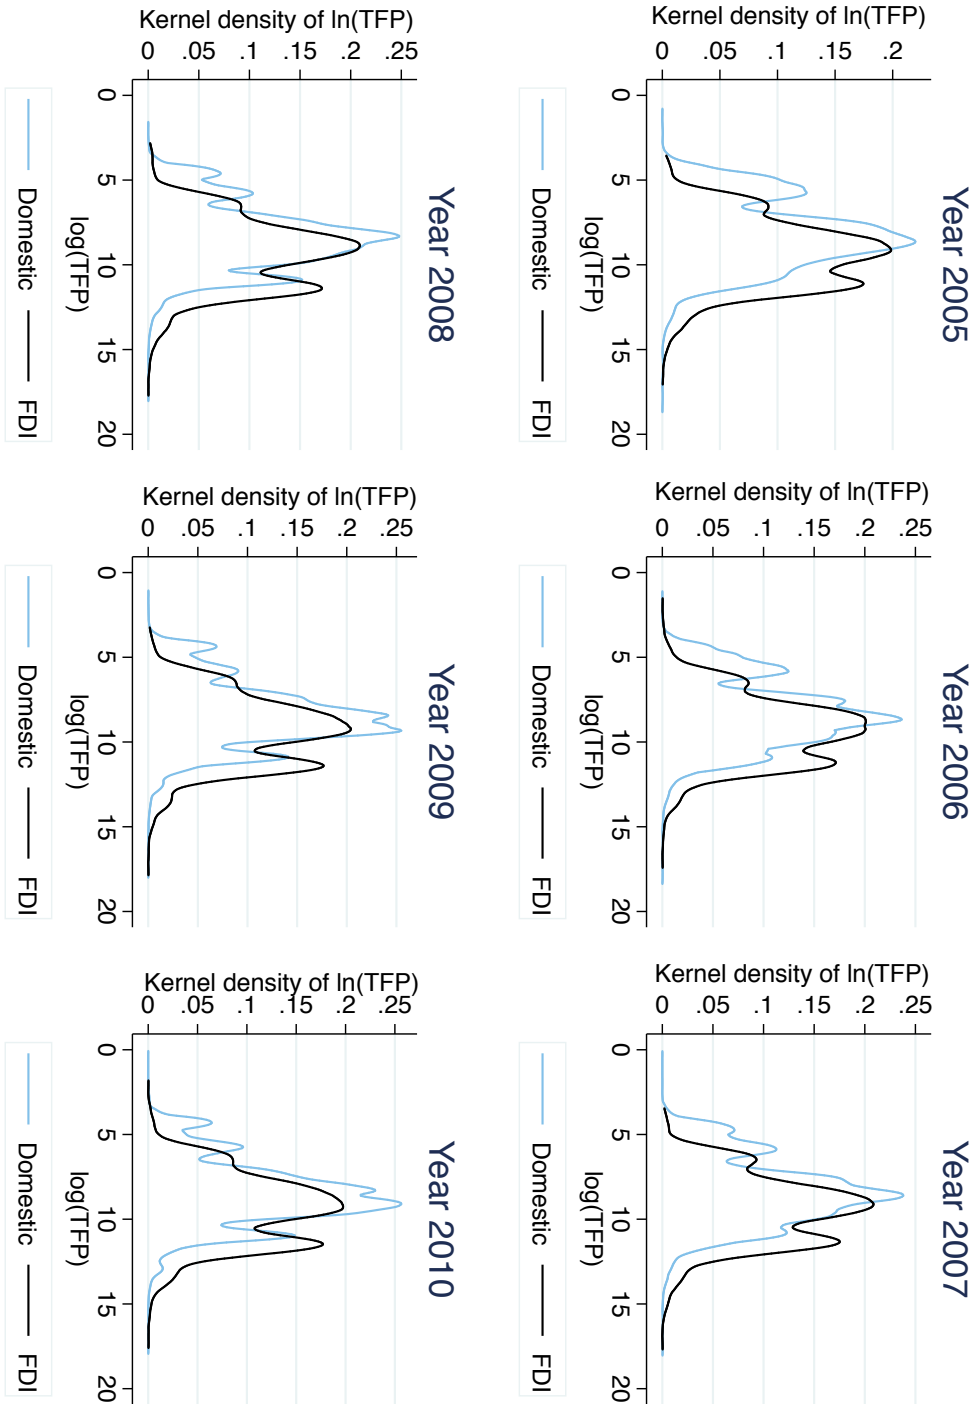 Year 2005
Kernel density of ln(TFP)
0 .05 .1 .15 .2
0 5 10 15 20
log(TFP)
Domestic FDI
Year 2006
Kernel density of ln(TFP)
0 .05 .1 .15 .2 .25
0 5 10 15 20
log(TFP)
Domestic FDI
Year 2007
Kernel density of ln(TFP)
0 .05 .1 .15 .2 .25
0 5 10 15 20
log(TFP)
Domestic FDI
Year 2008
Kernel density of ln(TFP)
0 .05 .1 .15 .2 .25
0 5 10 15 20
log(TFP)
Domestic FDI
Year 2009
Kernel density of ln(TFP)
0 .05 .1 .15 .2 .25
0 5 10 15 20
log(TFP)
Domestic FDI
Year 2010
Kernel density of ln(TFP)
0 .05 .1 .15 .2 .25
0 5 10 15 20
log(TFP)
Domestic FDI